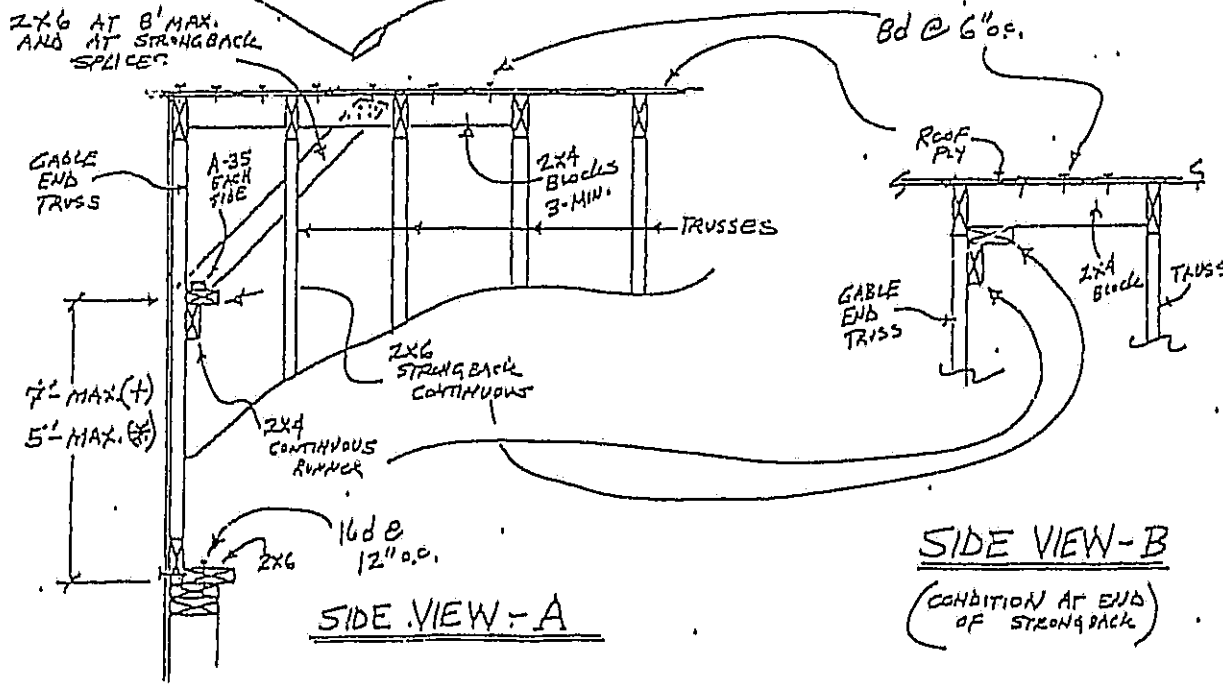 2X6 AT 8' MAX.
AND AT STRONGBACK
SPLICES
8d @ 6" o.c.
GABLE
END
TRUSS
A-35
EACH
SIDE
2X4
BLOCKS
3-MIN.
TRUSSES
ROOF
PLY
2X4
BLOCK
TRUSS
GABLE
END
TRUSS
7'- MAX.(+)
5'- MAX.
2X6
STRONGBACK
CONTINUOUS
2X4
CONTINUOUS
RUNNER
16d @
12" o.c.
2X6
SIDE VIEW - A
SIDE VIEW - B
(CONDITION AT END
OF STRONGBACK)